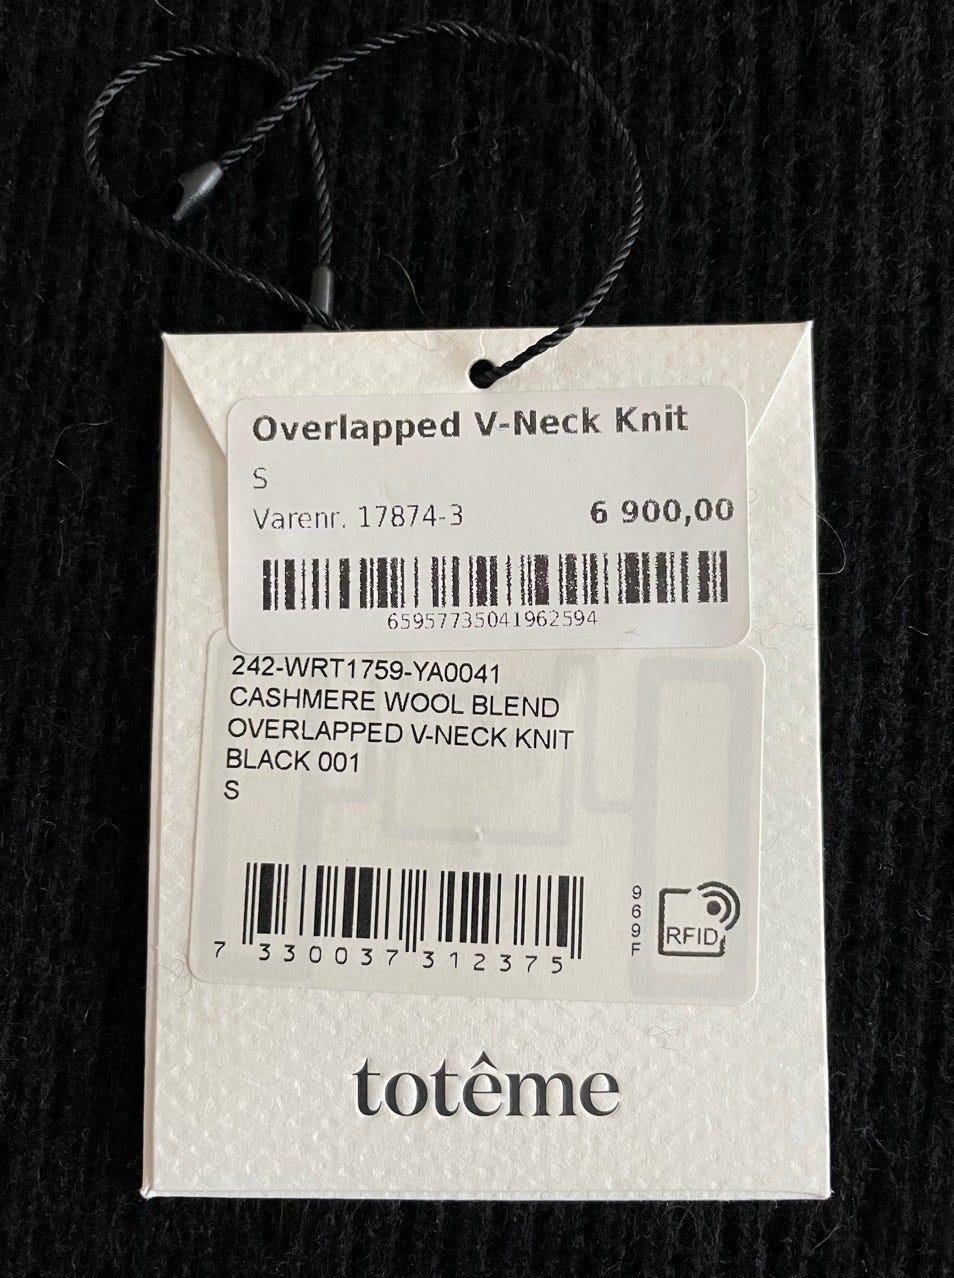 Overlapped V-Neck Knit
S
Varenr. 17874-3 6 900,00
65957735041962594
242-WRT1759-YA0041
CASHMERE WOOL BLEND
OVERLAPPED V-NECK KNIT
BLACK 001
S
969F
RFID
7 330037 312375
totême